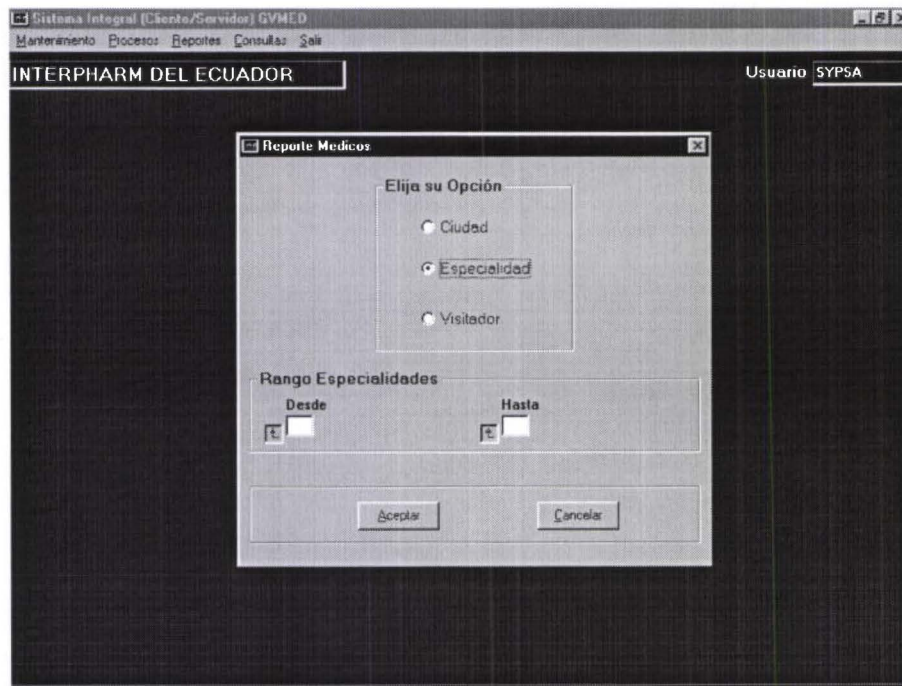 Sistema Integral (Cliente/Servidor) GVMED
Mantenimiento Procesos Reportes Consultas Salir
INTERPHARM DEL ECUADOR
Usuario SYPSA
Reporte Medicos
Elija su Opción
Ciudad
Especialidad
Visitador
Rango Especialidades
Desde Hasta
Aceptar Cancelar